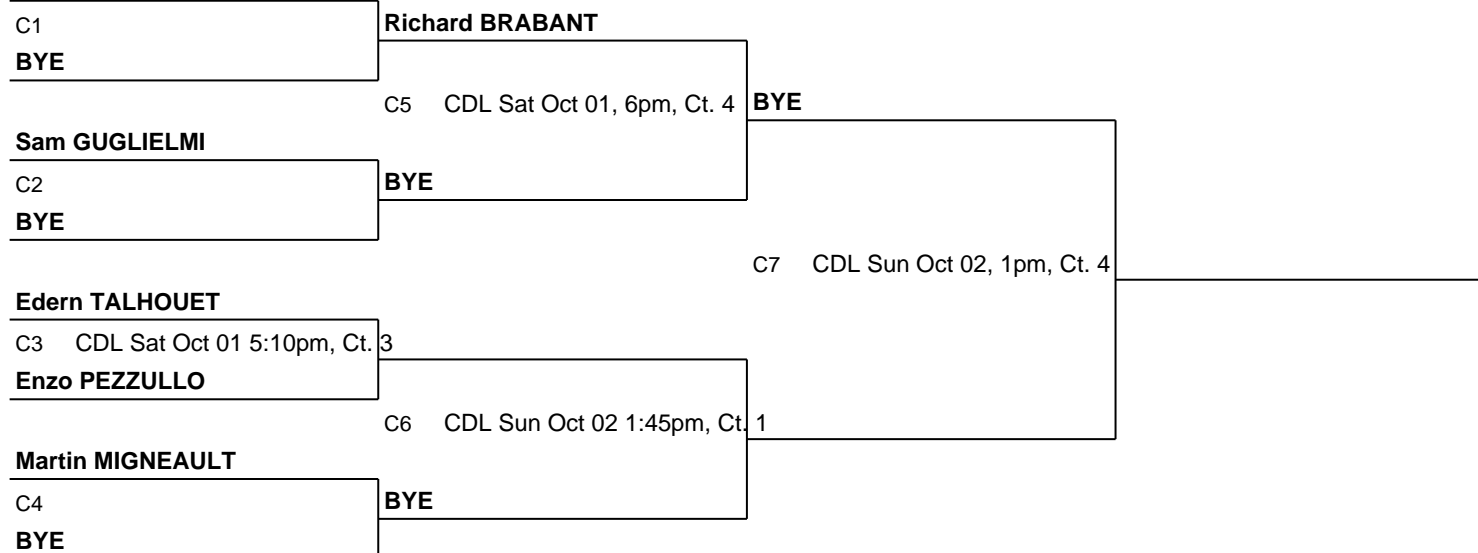 C1
Richard BRABANT
BYE
C5 CDL Sat Oct 01, 6pm, Ct. 4
BYE
Sam GUGLIELMI
C2
BYE
BYE
C7 CDL Sun Oct 02, 1pm, Ct. 4
Edern TALHOUET
C3 CDL Sat Oct 01 5:10pm, Ct. 3
Enzo PEZZULLO
C6 CDL Sun Oct 02 1:45pm, Ct. 1
Martin MIGNEAULT
C4
BYE
BYE